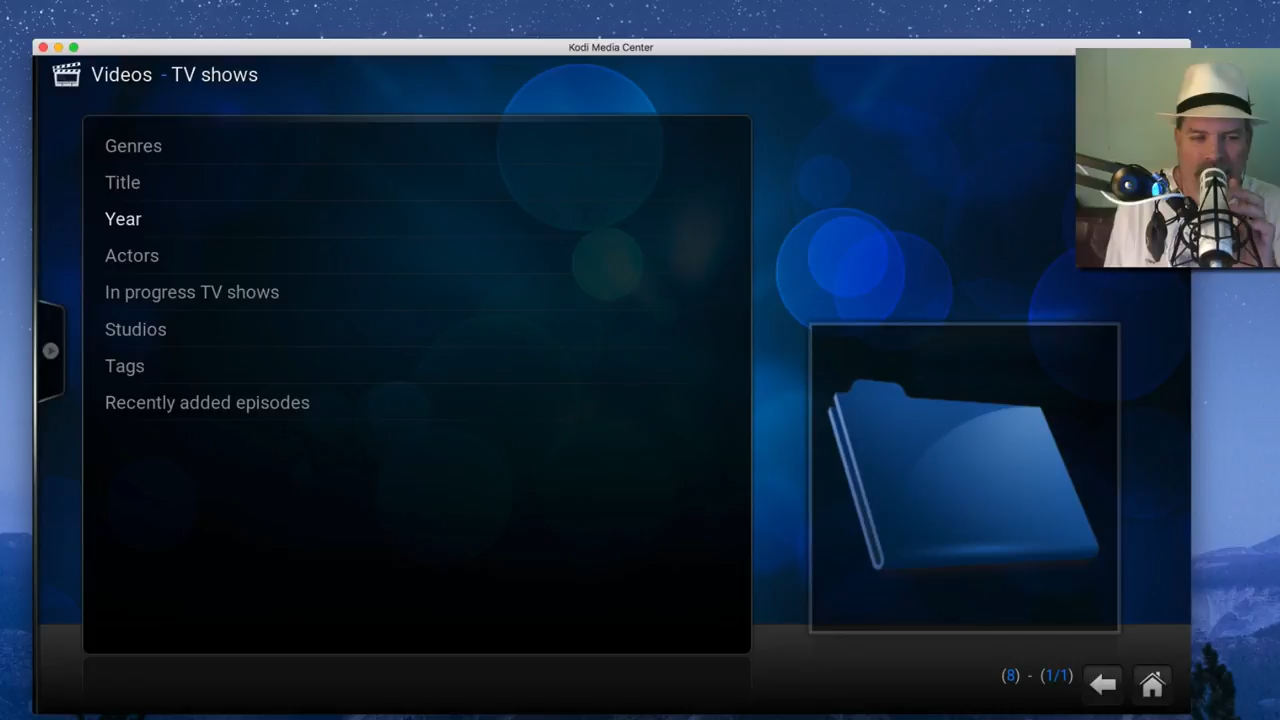 Kodi Media Center
Videos - TV shows
Genres
Title
Year
Actors
In progress TV shows
Studios
Tags
Recently added episodes
(8) - (1/1)